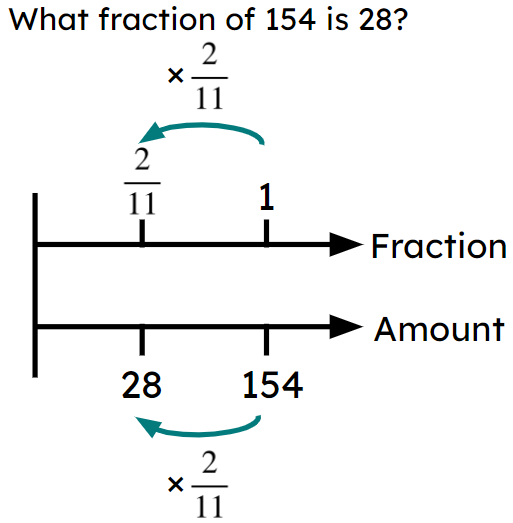 What fraction of 154 is 28?
× 2/11
2/11 1
Fraction
Amount
28 154
× 2/11